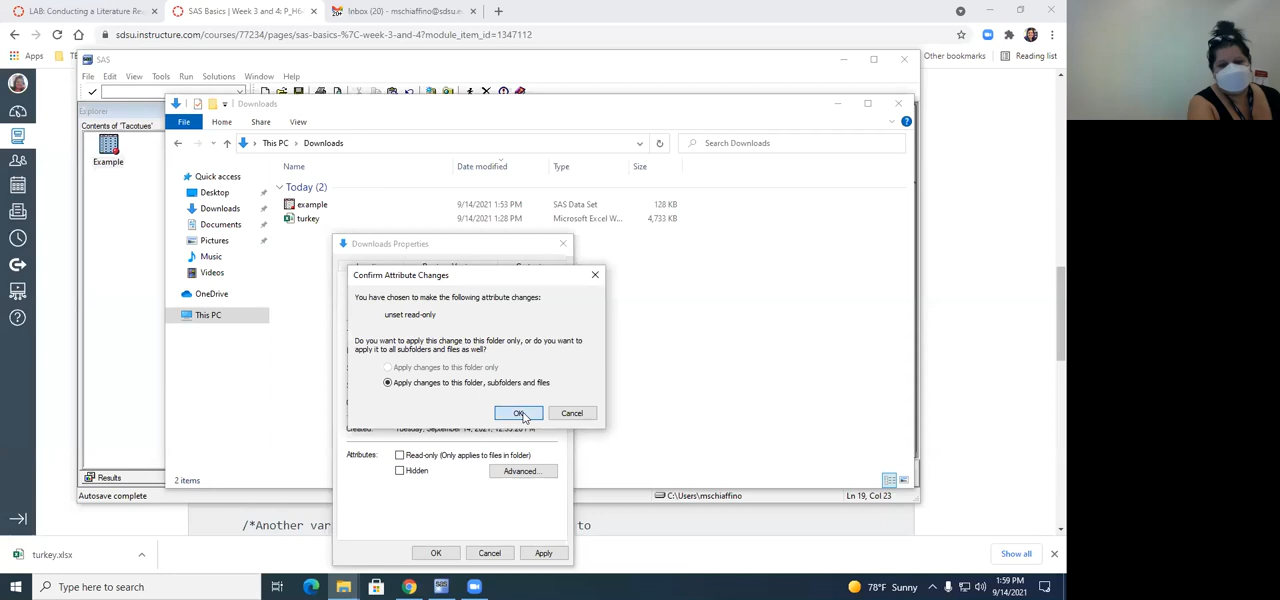 LAB: Conducting a Literature Re
SAS Basics | Week 3 and 4: P_H6
Inbox (20) - mschiaffino@sdsu.e
sdsu.instructure.com/courses/77234/pages/sas-basics-%7C-week-3-and-4?module_item_id=1347112
Apps
Other bookmarks
Reading list
SAS
File Edit View Tools Run Solutions Window Help
Explorer
Contents of 'Tacotues'
Example
Downloads
File Home Share View
This PC > Downloads
Search Downloads
Name Date modified Type Size
Quick access
Desktop
Downloads
Documents
Pictures
Music
Videos
OneDrive
This PC
Today (2)
example 9/14/2021 1:53 PM SAS Data Set 128 KB
turkey 9/14/2021 1:28 PM Microsoft Excel W... 4,733 KB
Downloads Properties
Confirm Attribute Changes
You have chosen to make the following attribute changes:
unset read-only
Do you want to apply this change to this folder only, or do you want to
apply it to all subfolders and files as well?
Apply changes to this folder only
Apply changes to this folder, subfolders and files
OK Cancel
Attributes: Read-only (Only applies to files in folder)
Hidden Advanced...
OK Cancel Apply
2 items
Results
Autosave complete
C:\Users\mschiaffino
Ln 19, Col 23
/*Another var
to
turkey.xlsx
Show all
Type here to search
78°F Sunny
1:59 PM
9/14/2021